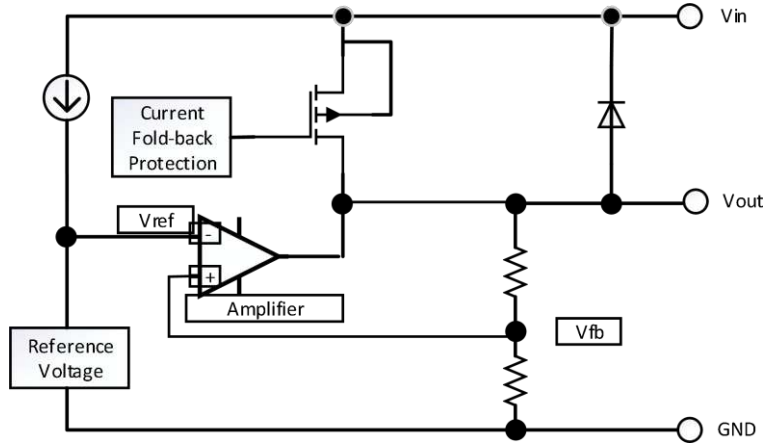 Vin
Current
Fold-back
Protection
Vout
Vref
-
+
Amplifier
Vfb
Reference
Voltage
GND